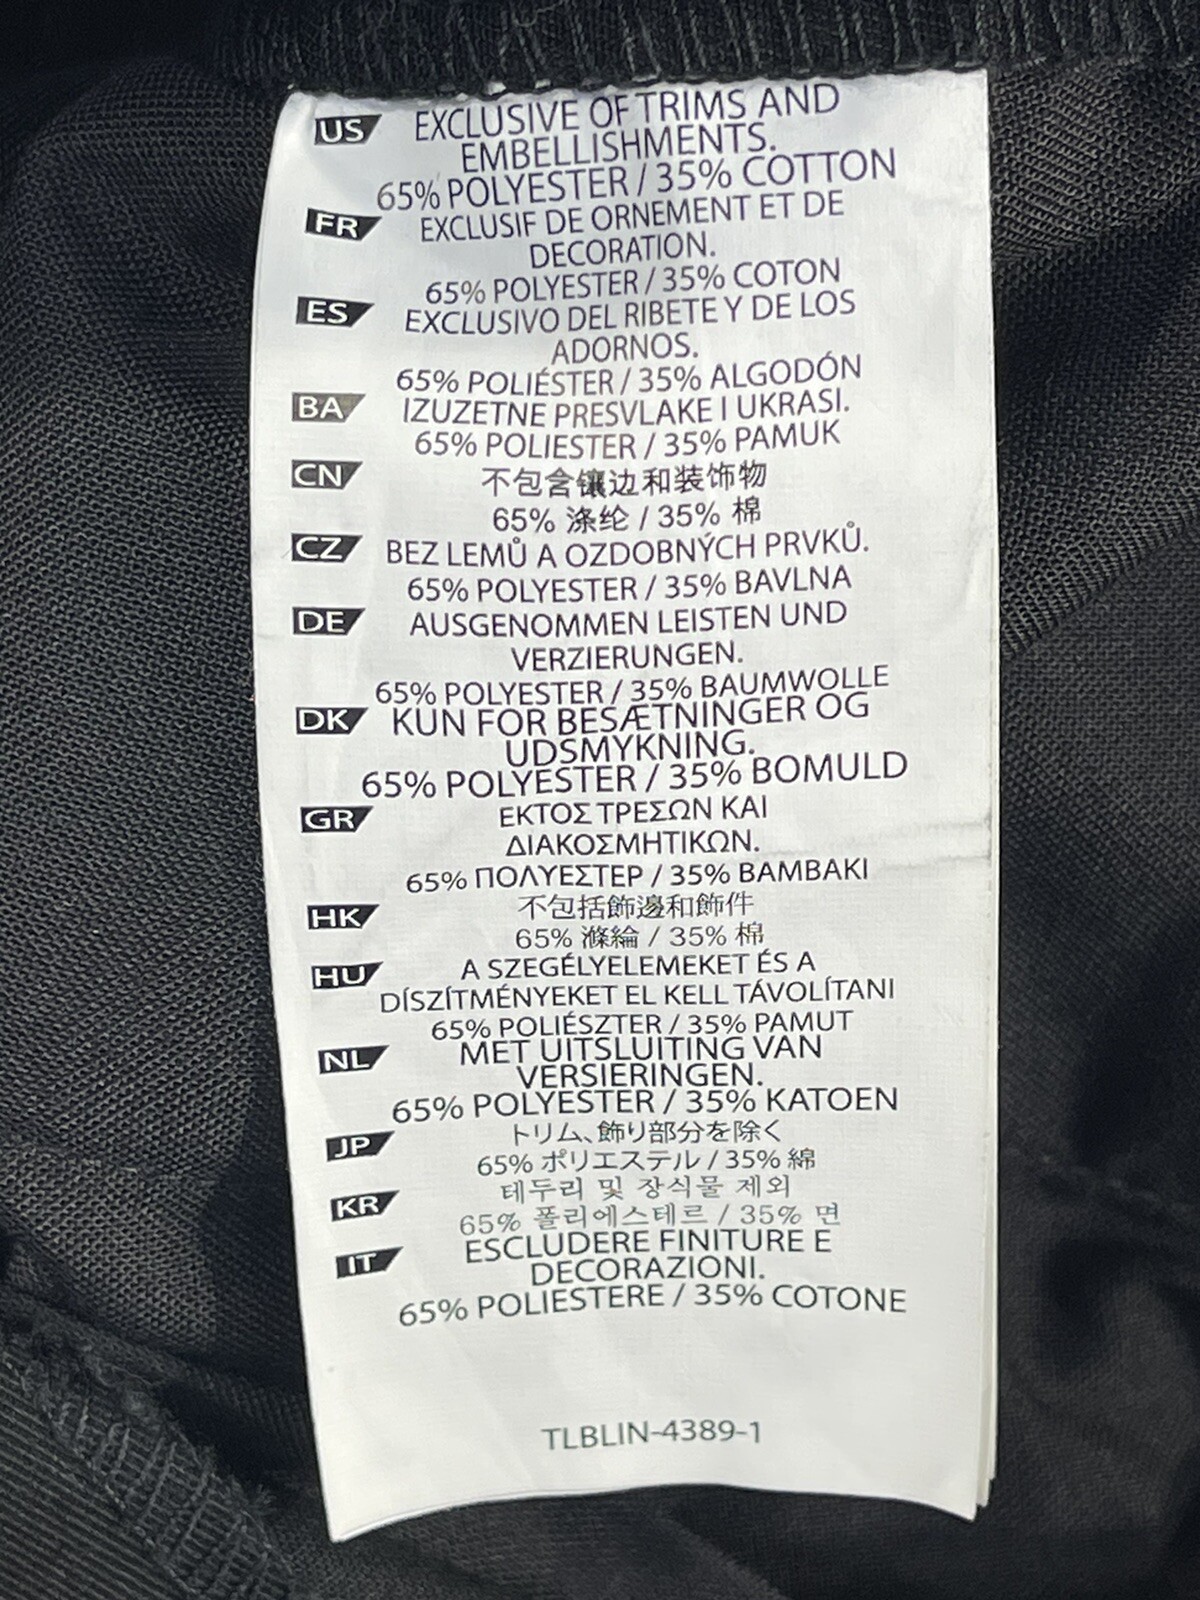 US EXCLUSIVE OF TRIMS AND
EMBELLISHMENTS.
65% POLYESTER / 35% COTTON
FR EXCLUSIF DE ORNEMENT ET DE
DECORATION.
65% POLYESTER / 35% COTON
ES EXCLUSIVO DEL RIBETE Y DE LOS
ADORNOS.
65% POLIÉSTER / 35% ALGODÓN
BA IZUZETNE PRESVLAKE I UKRASI.
65% POLIESTER / 35% PAMUK
CN 不包含镶边和装饰物
65% 涤纶 / 35% 棉
CZ BEZ LEMŮ A OZDOBNÝCH PRVKŮ.
65% POLYESTER / 35% BAVLNA
DE AUSGENOMMEN LEISTEN UND
VERZIERUNGEN.
65% POLYESTER / 35% BAUMWOLLE
DK KUN FOR BESÆTNINGER OG
UDSMYKNING.
65% POLYESTER / 35% BOMULD
GR ΕΚΤΟΣ ΤΡΕΣΩΝ ΚΑΙ
ΔΙΑΚΟΣΜΗΤΙΚΩΝ.
65% ΠΟΛΥΕΣΤΕΡ / 35% ΒΑΜΒΑΚΙ
HK 不包括飾邊和飾件
65% 滌綸 / 35% 棉
HU A SZEGÉLYELEMEKET ÉS A
DÍSZÍTMÉNYEKET EL KELL TÁVOLÍTANI
65% POLIÉSZTER / 35% PAMUT
NL MET UITSLUITING VAN
VERSIERINGEN.
65% POLYESTER / 35% KATOEN
JP トリム、飾り部分を除く
65% ポリエステル / 35% 綿
KR 테두리 및 장식물 제외
65% 폴리에스테르 / 35% 면
IT ESCLUDERE FINITURE E
DECORAZIONI.
65% POLIESTERE / 35% COTONE
TLBLIN-4389-1